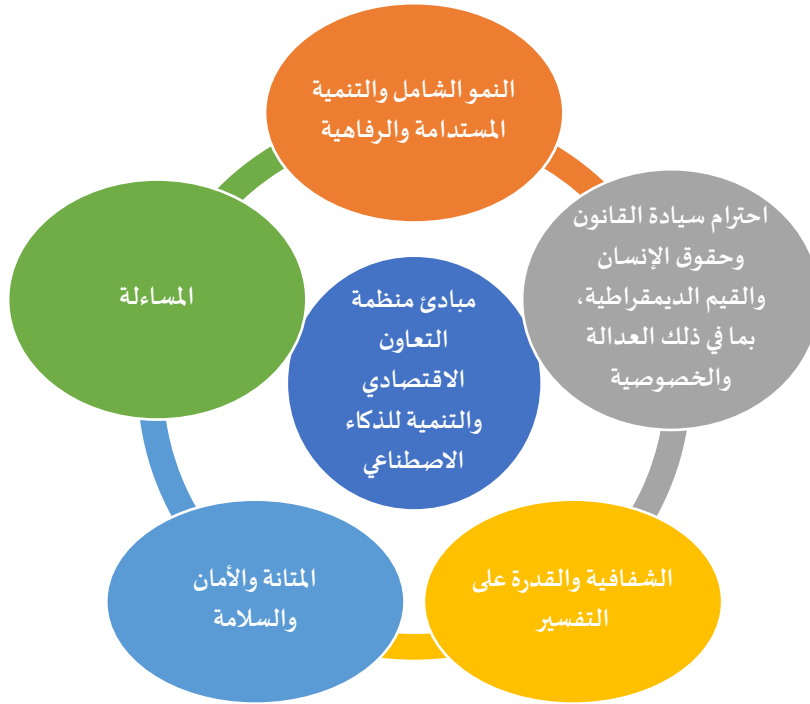 النمو الشامل والتنمية
المستدامة والرفاهية
احترام سيادة القانون
وحقوق الإنسان
والقيم الديمقراطية،
بما في ذلك العدالة
والخصوصية
المساءلة
مبادئ منظمة
التعاون
الاقتصادي
والتنمية للذكاء
الاصطناعي
الشفافية والقدرة على
التفسير
المتانة والأمان
والسلامة